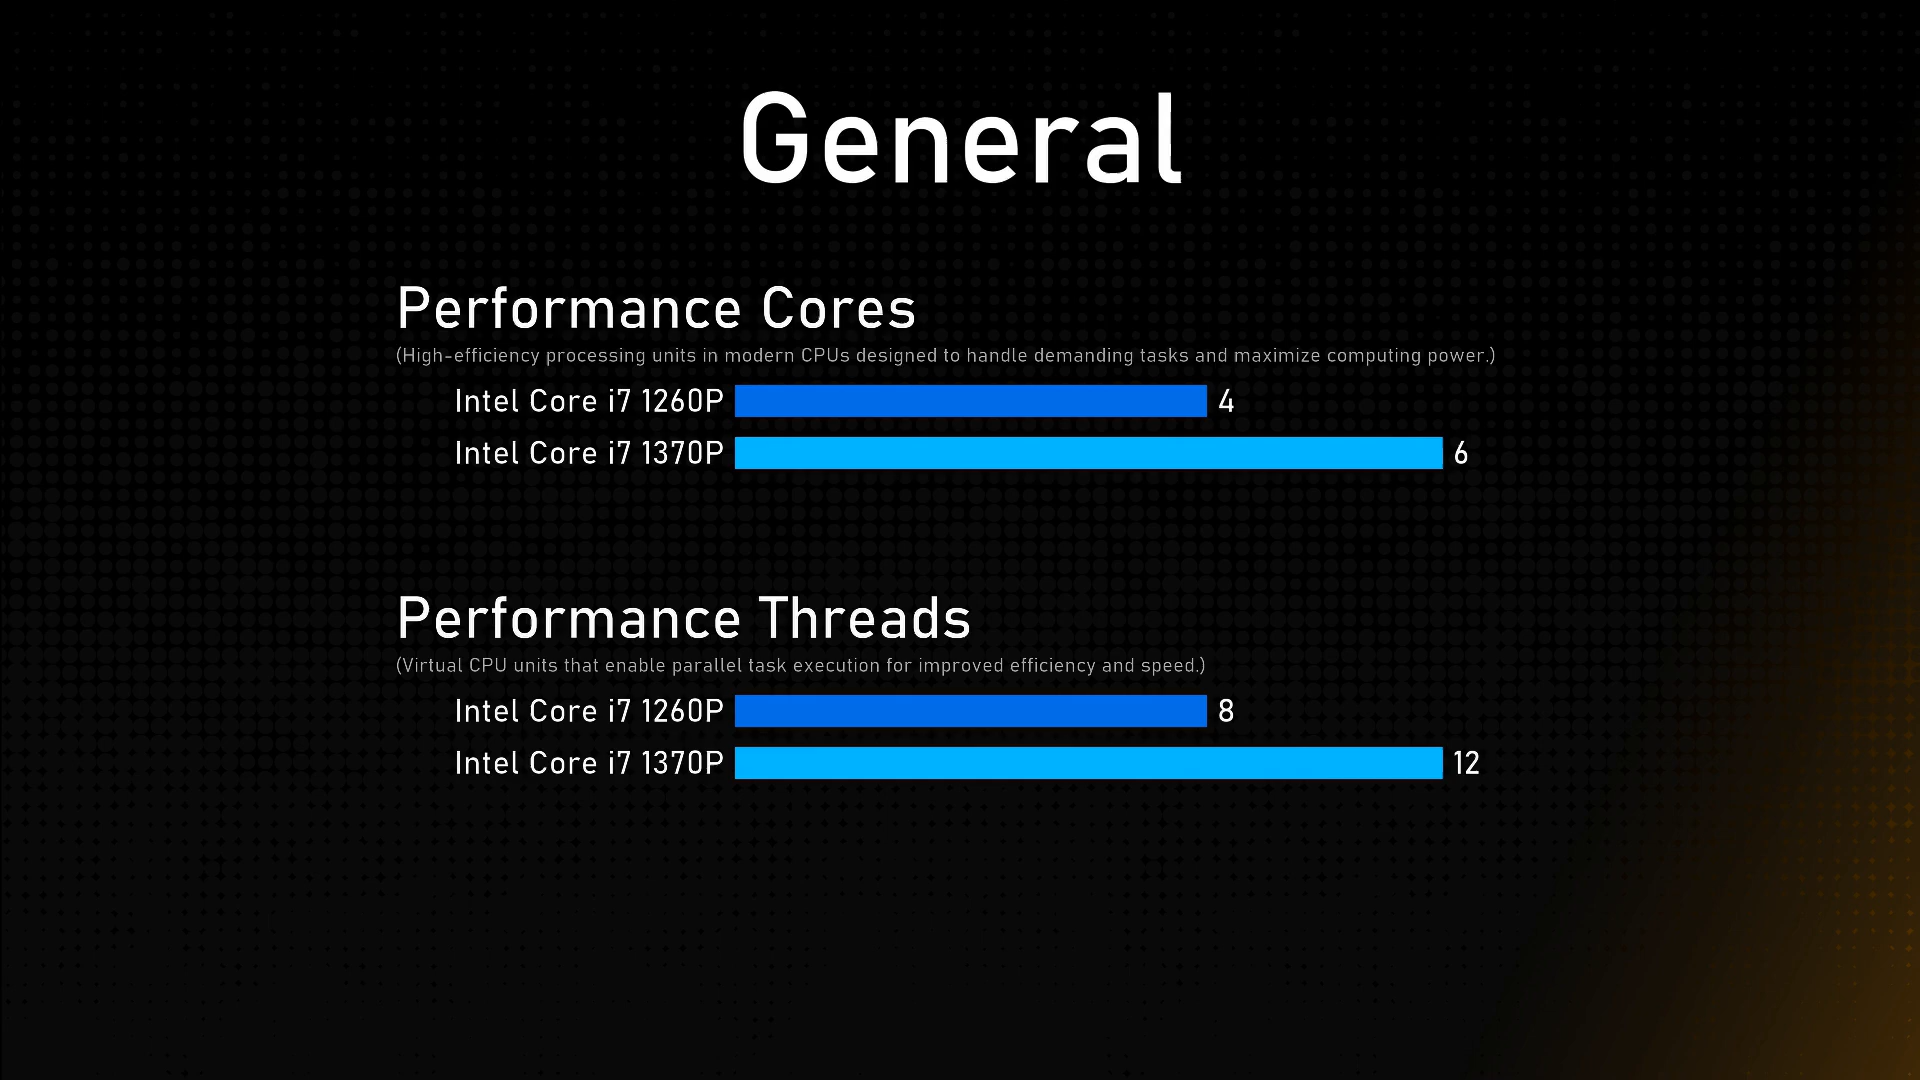 General
Performance Cores
(High-efficiency processing units in modern CPUs designed to handle demanding tasks and maximize computing power.)
Intel Core i7 1260P 4
Intel Core i7 1370P 6
Performance Threads
(Virtual CPU units that enable parallel task execution for improved efficiency and speed.)
Intel Core i7 1260P 8
Intel Core i7 1370P 12